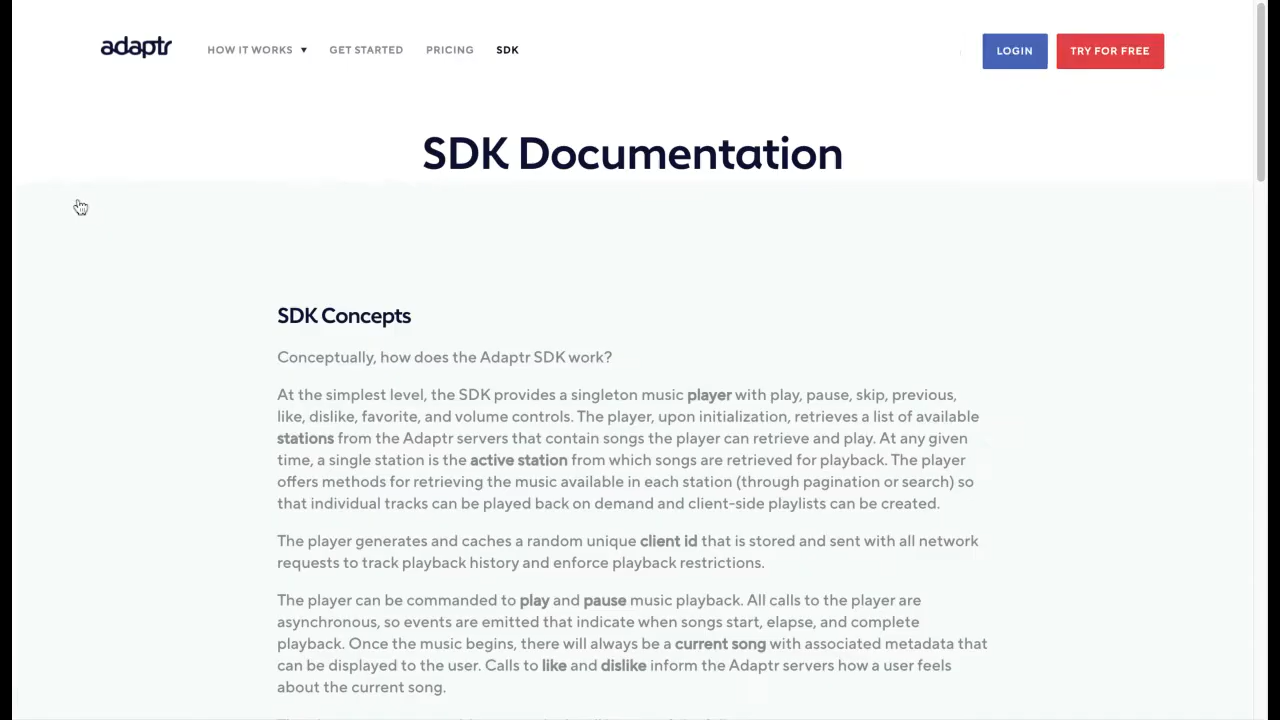 adaptr
HOW IT WORKS ▼ GET STARTED PRICING SDK LOGIN TRY FOR FREE
SDK Documentation
SDK Concepts
Conceptually, how does the Adaptr SDK work?
At the simplest level, the SDK provides a singleton music player with play, pause, skip, previous,
like, dislike, favorite, and volume controls. The player, upon initialization, retrieves a list of available
stations from the Adaptr servers that contain songs the player can retrieve and play. At any given
time, a single station is the active station from which songs are retrieved for playback. The player
offers methods for retrieving the music available in each station (through pagination or search) so
that individual tracks can be played back on demand and client-side playlists can be created.
The player generates and caches a random unique client id that is stored and sent with all network
requests to track playback history and enforce playback restrictions.
The player can be commanded to play and pause music playback. All calls to the player are
asynchronous, so events are emitted that indicate when songs start, elapse, and complete
playback. Once the music begins, there will always be a current song with associated metadata that
can be displayed to the user. Calls to like and dislike inform the Adaptr servers how a user feels
about the current song.